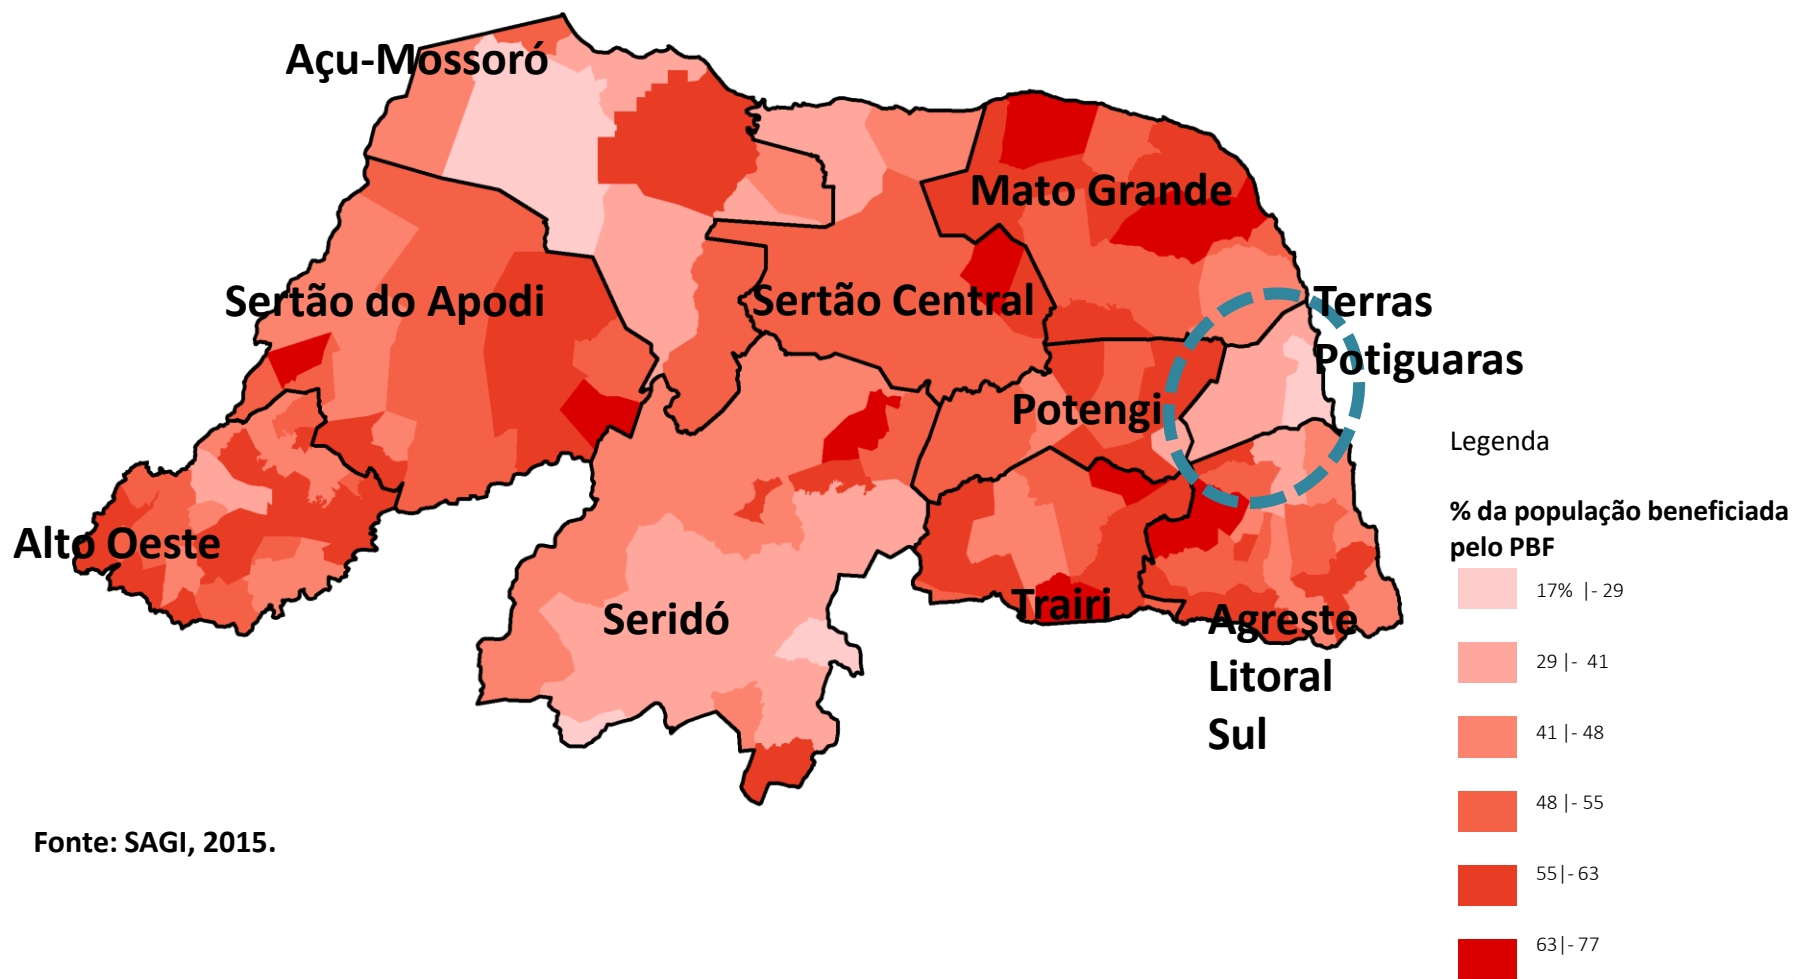 Açu-Mossoró
Mato Grande
Sertão do Apodi
Sertão Central
Terras
Potiguaras
Potengi
Alto Oeste
Seridó
Trairi
Agreste
Litoral
Sul
Legenda
% da população beneficiada
pelo PBF
17% |- 29
29 |- 41
41 |- 48
48 |- 55
55|- 63
63|- 77
Fonte: SAGI, 2015.